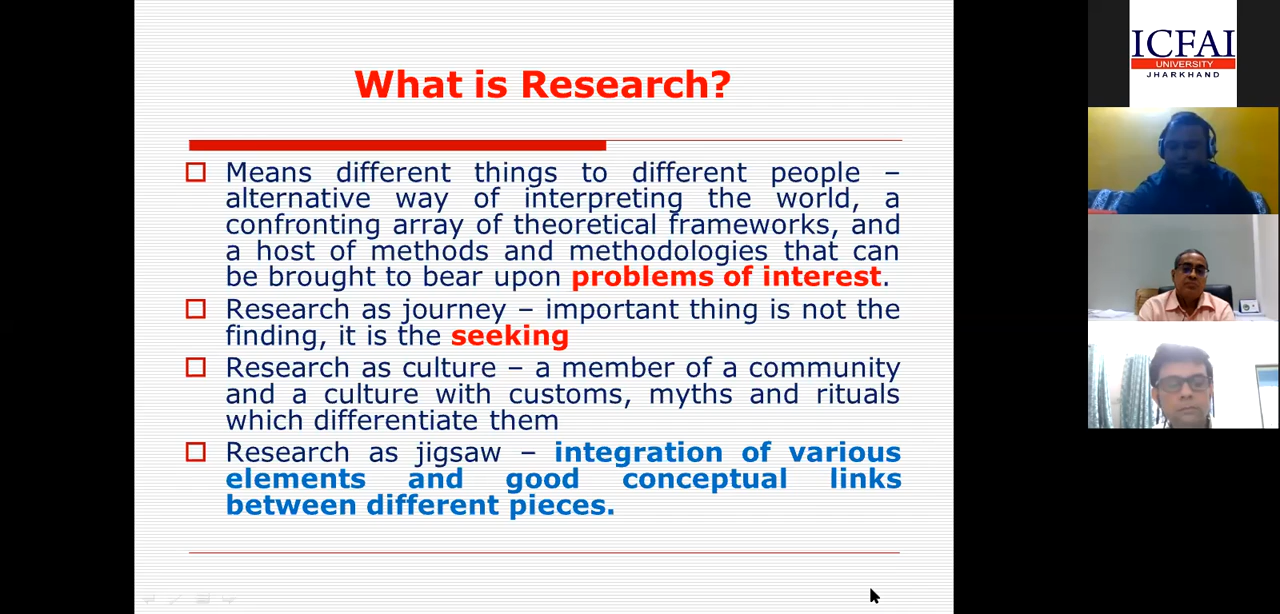 What is Research?
Means different things to different people –
alternative way of interpreting the world, a
confronting array of theoretical frameworks, and
a host of methods and methodologies that can
be brought to bear upon problems of interest.
Research as journey – important thing is not the
finding, it is the seeking
Research as culture – a member of a community
and a culture with customs, myths and rituals
which differentiate them
Research as jigsaw – integration of various
elements and good conceptual links
between different pieces.
ICFAI
UNIVERSITY
JHARKHAND